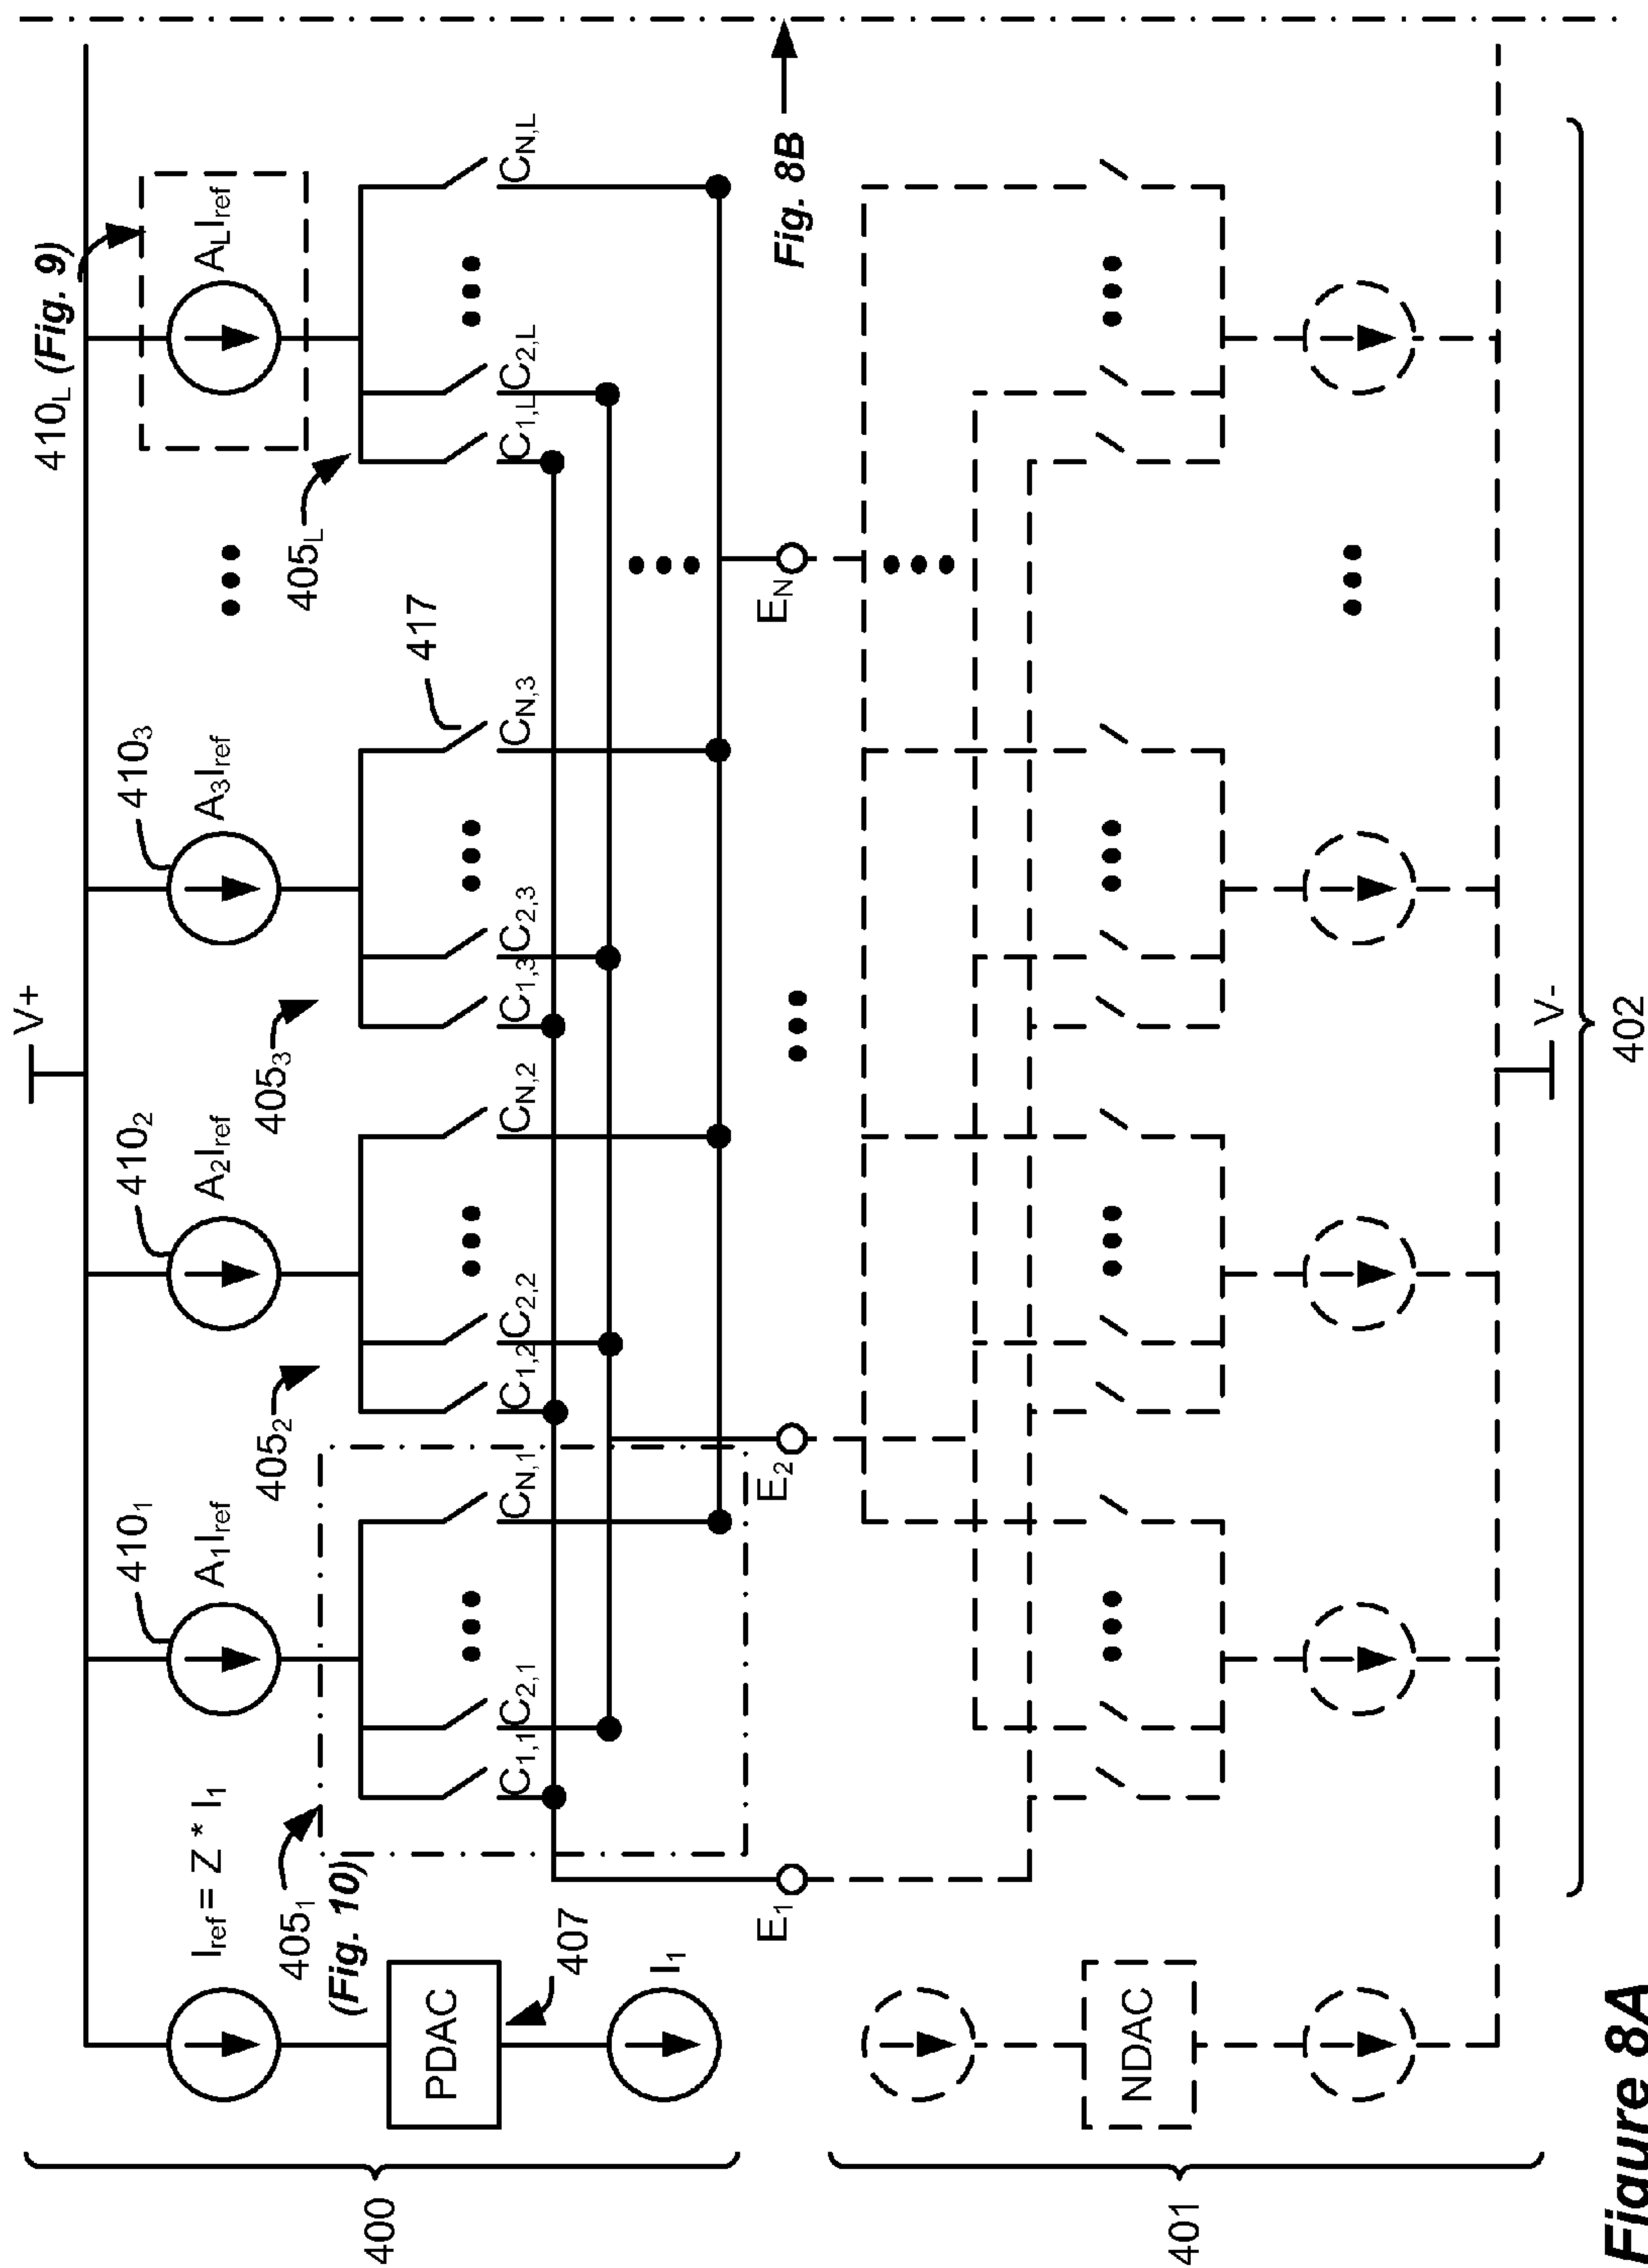 V+
410₁
410₂
410₃
410L (Fig. 9)
Iref = Z * I₁
A₁Iref
A₂Iref
A₃Iref
ALIref
405₁
(Fig. 10)
405₂
405₃
405L
417
PDAC
407
C1,1
C2,1
CN,1
C1,2
C2,2
CN,2
C1,3
C2,3
CN,3
C1,L
C2,L
CN,L
I₁
400
E₁
E₂
EN
Fig. 8B
NDAC
401
V-
402
Figure 8A